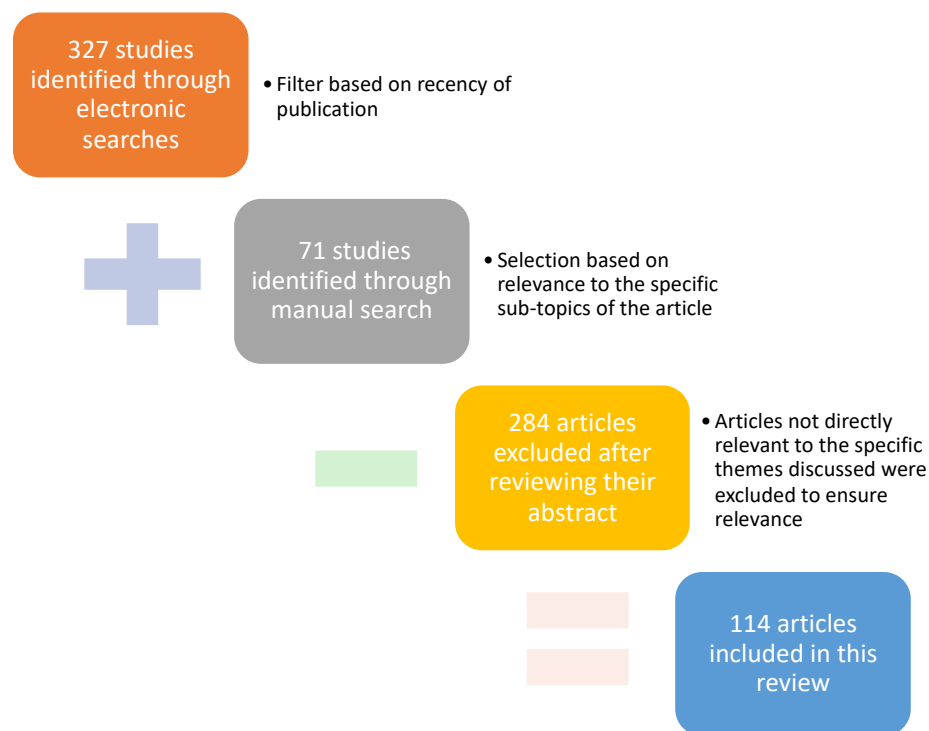 327 studies
identified through
electronic
searches
• Filter based on recency of
publication
71 studies
identified through
manual search
• Selection based on
relevance to the specific
sub-topics of the article
284 articles
excluded after
reviewing their
abstract
• Articles not directly
relevant to the specific
themes discussed were
excluded to ensure
relevance
114 articles
included in this
review